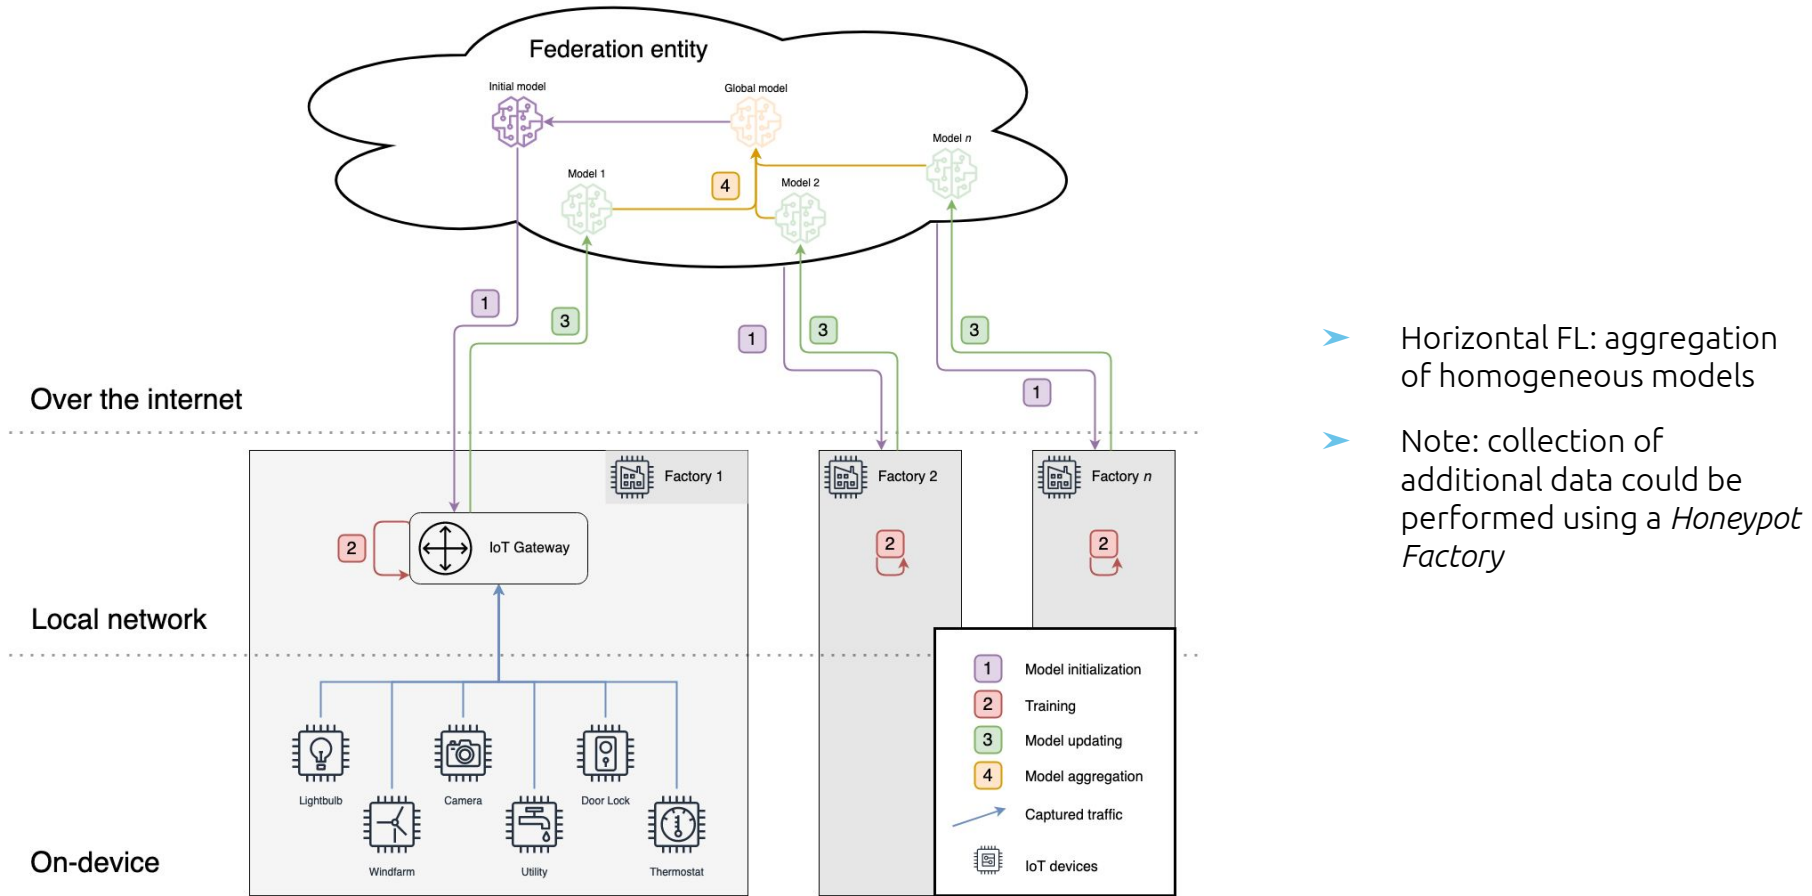 Federation entity
Initial model
Global model
Model n
Model 1
Model 2
4
1
3
1
3
3
1
Over the internet
Factory 1
Factory 2
Factory n
2
IoT Gateway
2
2
Local network
Lightbulb
Camera
Door Lock
Windfarm
Utility
Thermostat
On-device
1 Model initialization
2 Training
3 Model updating
4 Model aggregation
Captured traffic
IoT devices
➤ Horizontal FL: aggregation
of homogeneous models
➤ Note: collection of
additional data could be
performed using a Honeypot
Factory